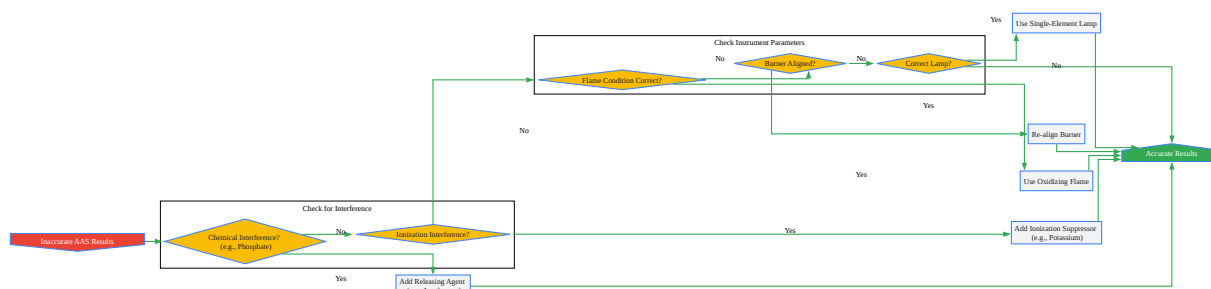 Yes
Use Single-Element Lamp
Check Instrument Parameters
No
Burner Aligned?
No
Correct Lamp?
No
Flame Condition Correct?
Yes
No
Re-align Burner
Accurate Results
Yes
Use Oxidizing Flame
Check for Interference
Inaccurate AAS Results
Chemical Interference?
(e.g., Phosphate)
No
Ionization Interference?
Yes
Add Ionization Suppressor
(e.g., Potassium)
Yes
Add Releasing Agent